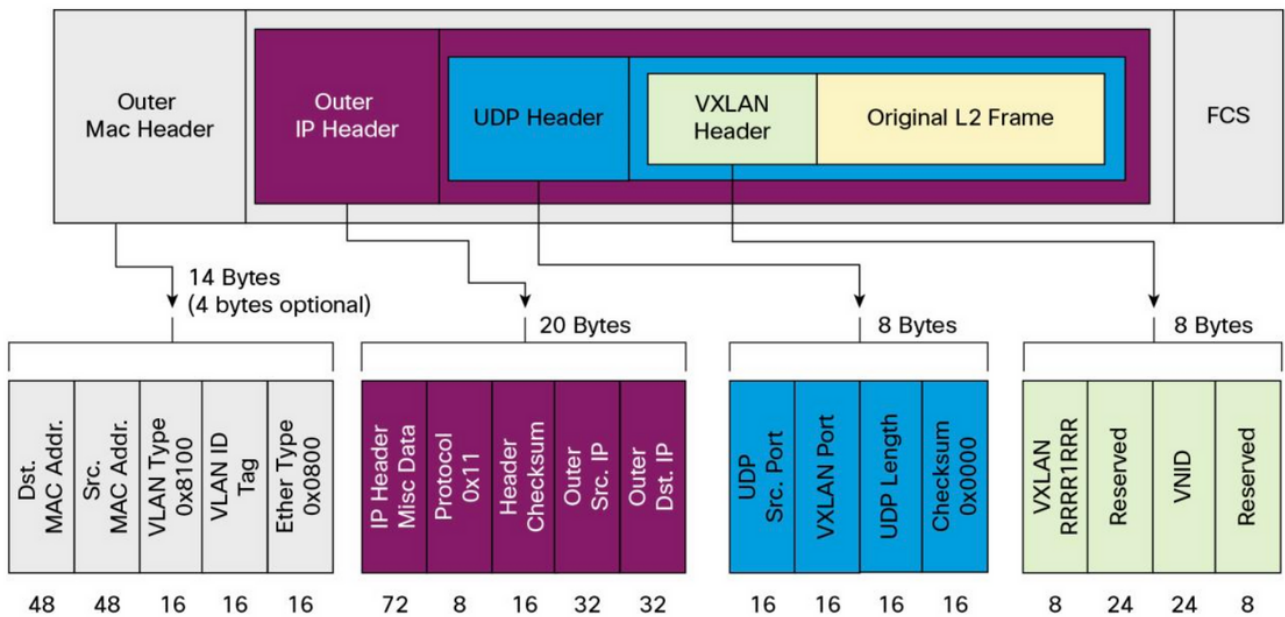 Outer
Mac Header
Outer
IP Header
UDP Header
VXLAN
Header
Original L2 Frame
FCS
14 Bytes
(4 bytes optional)
20 Bytes
8 Bytes
8 Bytes
Dst.
MAC Addr.
Src.
MAC Addr.
VLAN Type
0x8100
VLAN ID
Tag
Ether Type
0x0800
IP Header
Misc Data
Protocol
0x11
Header
Checksum
Outer
Src. IP
Outer
Dst. IP
UDP
Src. Port
VXLAN Port
UDP Length
Checksum
0x0000
VXLAN
RRRR1RRR
Reserved
VNID
Reserved
48 48 16 16 16 72 8 16 32 32 16 16 16 16 8 24 24 8